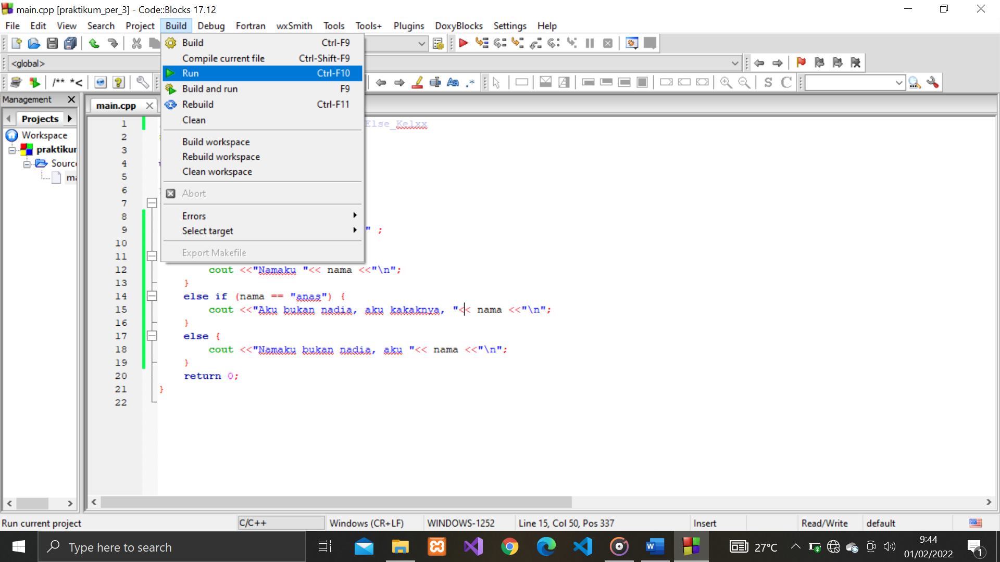 main.cpp [praktikum_per_3] - Code::Blocks 17.12
File Edit View Search Project Build Debug Fortran wxSmith Tools Tools+ Plugins DoxyBlocks Settings Help
Build Ctrl-F9
Compile current file Ctrl-Shift-F9
Run Ctrl-F10
Build and run F9
Rebuild Ctrl-F11
Clean
Build workspace
Rebuild workspace
Clean workspace
Abort
Errors
Select target
Export Makefile
<global>
/** *<
S C
Management
Projects
Workspace
praktikur
Sourc
ma
main.cpp
1 Else_Kelxx
2
3
4
5
6
7
8
9 " ;
10
11
12 cout <<"Namaku "<< nama <<"\n";
13 }
14 else if (nama == "anas") {
15 cout <<"Aku bukan nadia, aku kakaknya, "<< nama <<"\n";
16 }
17 else {
18 cout <<"Namaku bukan nadia, aku "<< nama <<"\n";
19 }
20 return 0;
21 }
22
Run current project C/C++ Windows (CR+LF) WINDOWS-1252 Line 15, Col 50, Pos 337 Insert Read/Write default
Type here to search
27°C
9:44
01/02/2022
1